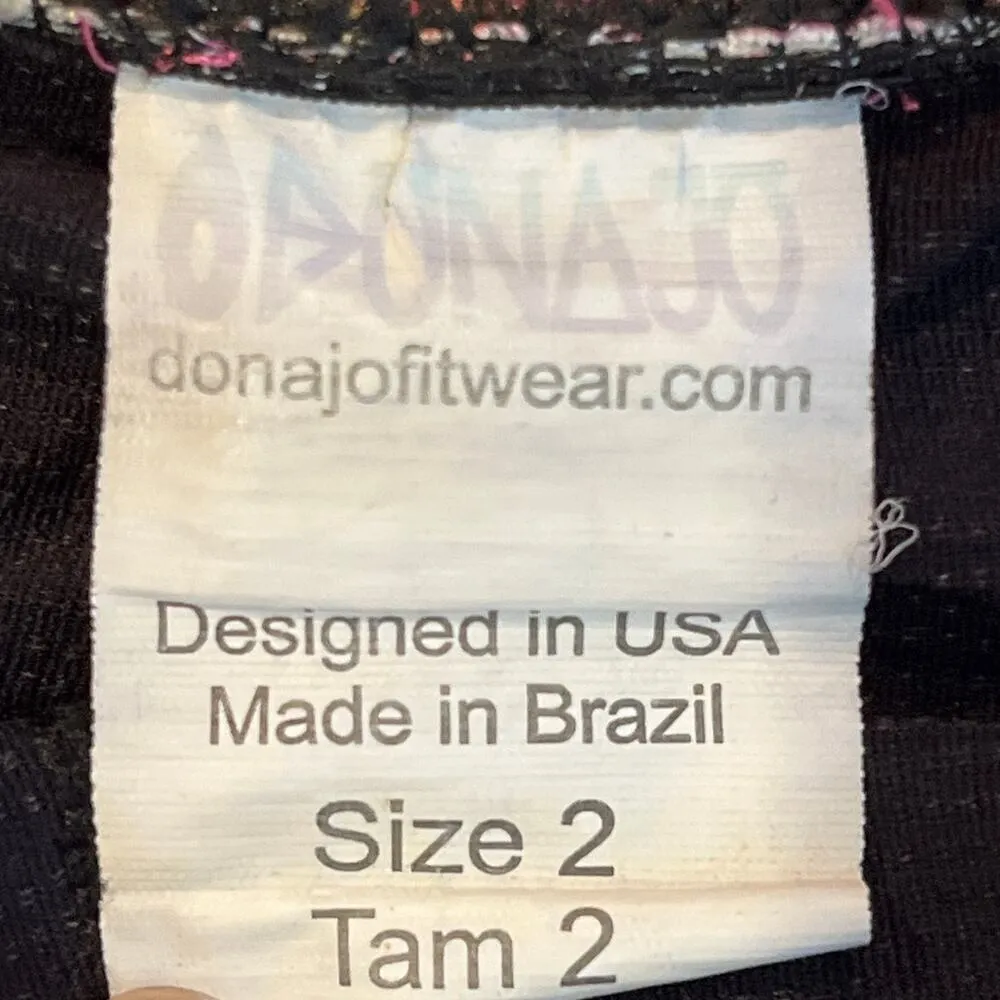 DONAJO
donajofitwear.com
Designed in USA
Made in Brazil
Size 2
Tam 2